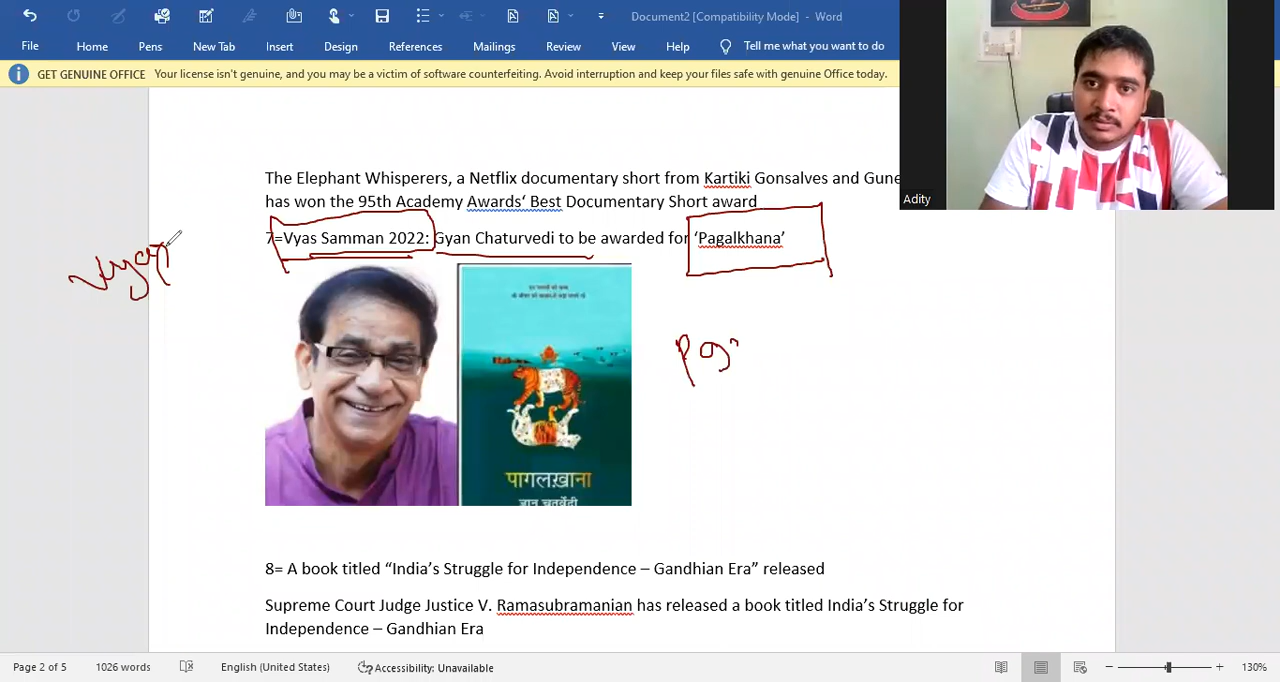 Document2 [Compatibility Mode] - Word
File Home Pens New Tab Insert Design References Mailings Review View Help Tell me what you want to do
GET GENUINE OFFICE Your license isn't genuine, and you may be a victim of software counterfeiting. Avoid interruption and keep your files safe with genuine Office today.
Adity
The Elephant Whisperers, a Netflix documentary short from Kartiki Gonsalves and Gune
has won the 95th Academy Awards‘ Best Documentary Short award
7=Vyas Samman 2022: Gyan Chaturvedi to be awarded for ‘Pagalkhana’
Vyas
पागलख़ाना
ज्ञान चतुर्वेदी
8= A book titled “India’s Struggle for Independence – Gandhian Era” released
Supreme Court Judge Justice V. Ramasubramanian has released a book titled India’s Struggle for
Independence – Gandhian Era
Page 2 of 5 1026 words English (United States) Accessibility: Unavailable 130%